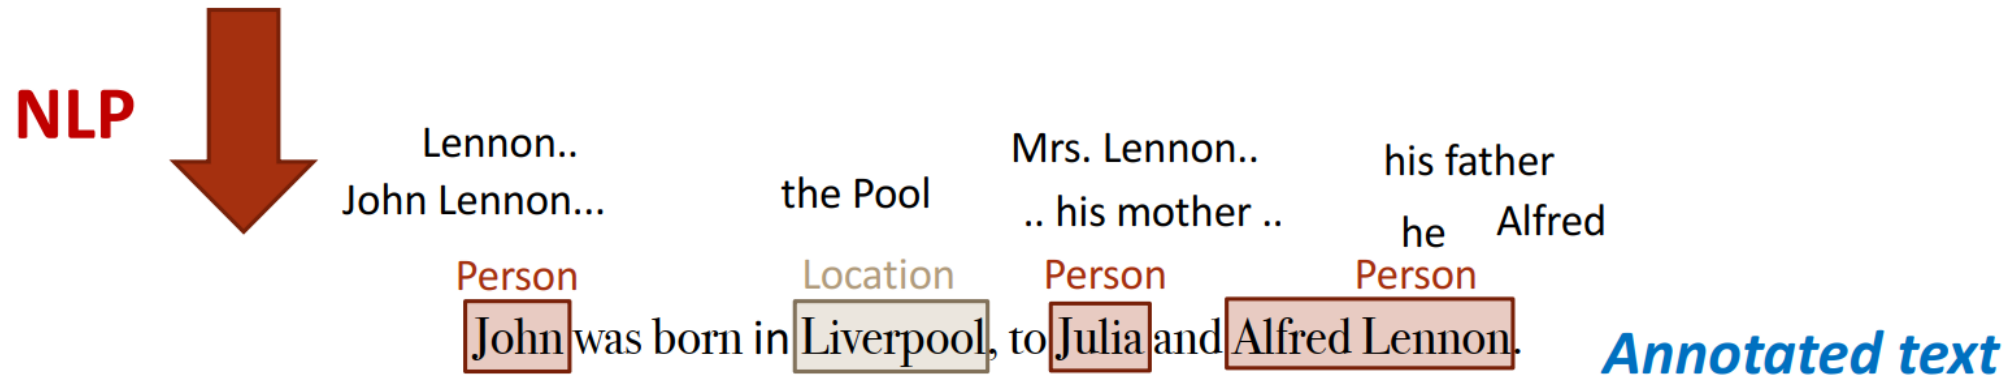 NLP
Lennon..
John Lennon...
the Pool
Mrs. Lennon..
.. his mother ..
his father
he
Alfred
Person
Location
Person
Person
John was born in Liverpool, to Julia and Alfred Lennon.
Annotated text